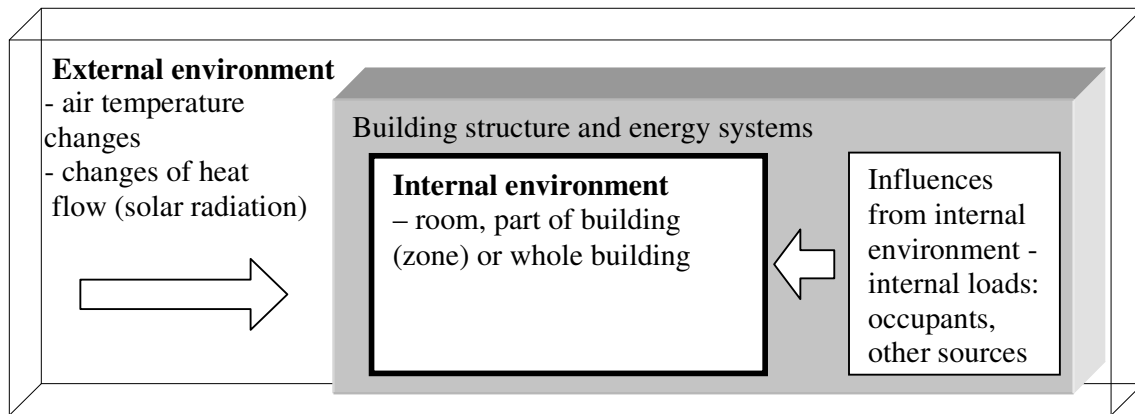 External environment
- air temperature
changes
- changes of heat
flow (solar radiation)
Building structure and energy systems
Internal environment
– room, part of building
(zone) or whole building
Influences
from internal
environment -
internal loads:
occupants,
other sources